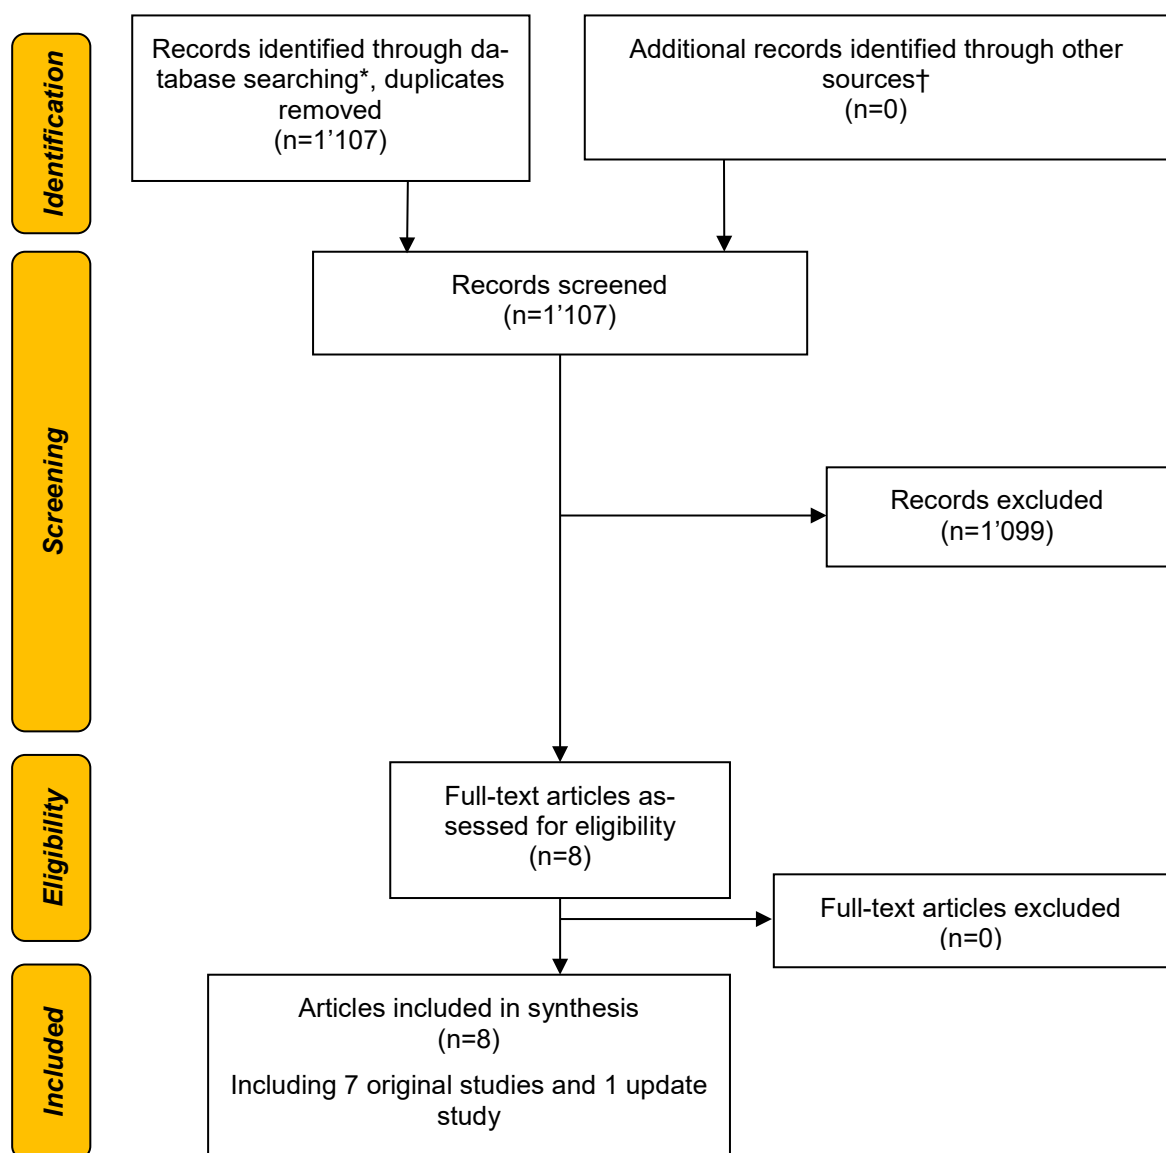 Identification
Records identified through da-
tabase searching*, duplicates
removed
(n=1’107)
Additional records identified through other
sources†
(n=0)
Screening
Records screened
(n=1’107)
Records excluded
(n=1’099)
Eligibility
Full-text articles as-
sessed for eligibility
(n=8)
Full-text articles excluded
(n=0)
Included
Articles included in synthesis
(n=8)
Including 7 original studies and 1 update
study